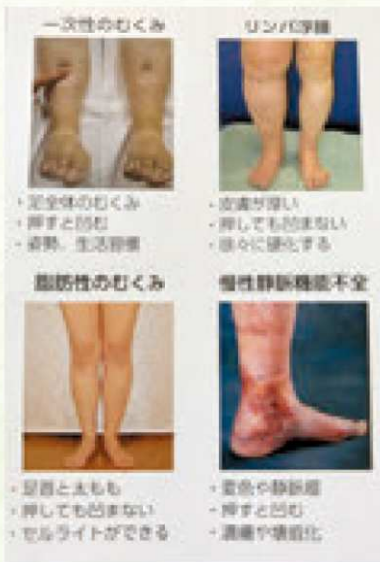 一次性のむくみ
・足全体のむくみ
・押すと凹む
・姿勢、生活習慣
リンパ浮腫
・皮膚が厚い
・押しても凹まない
・徐々に硬化する
脂肪性のむくみ
・足首と太もも
・押しても凹まない
・セルライトができる
慢性静脈機能不全
・変色や静脈瘤
・押すと凹む
・潰瘍や壊疽化